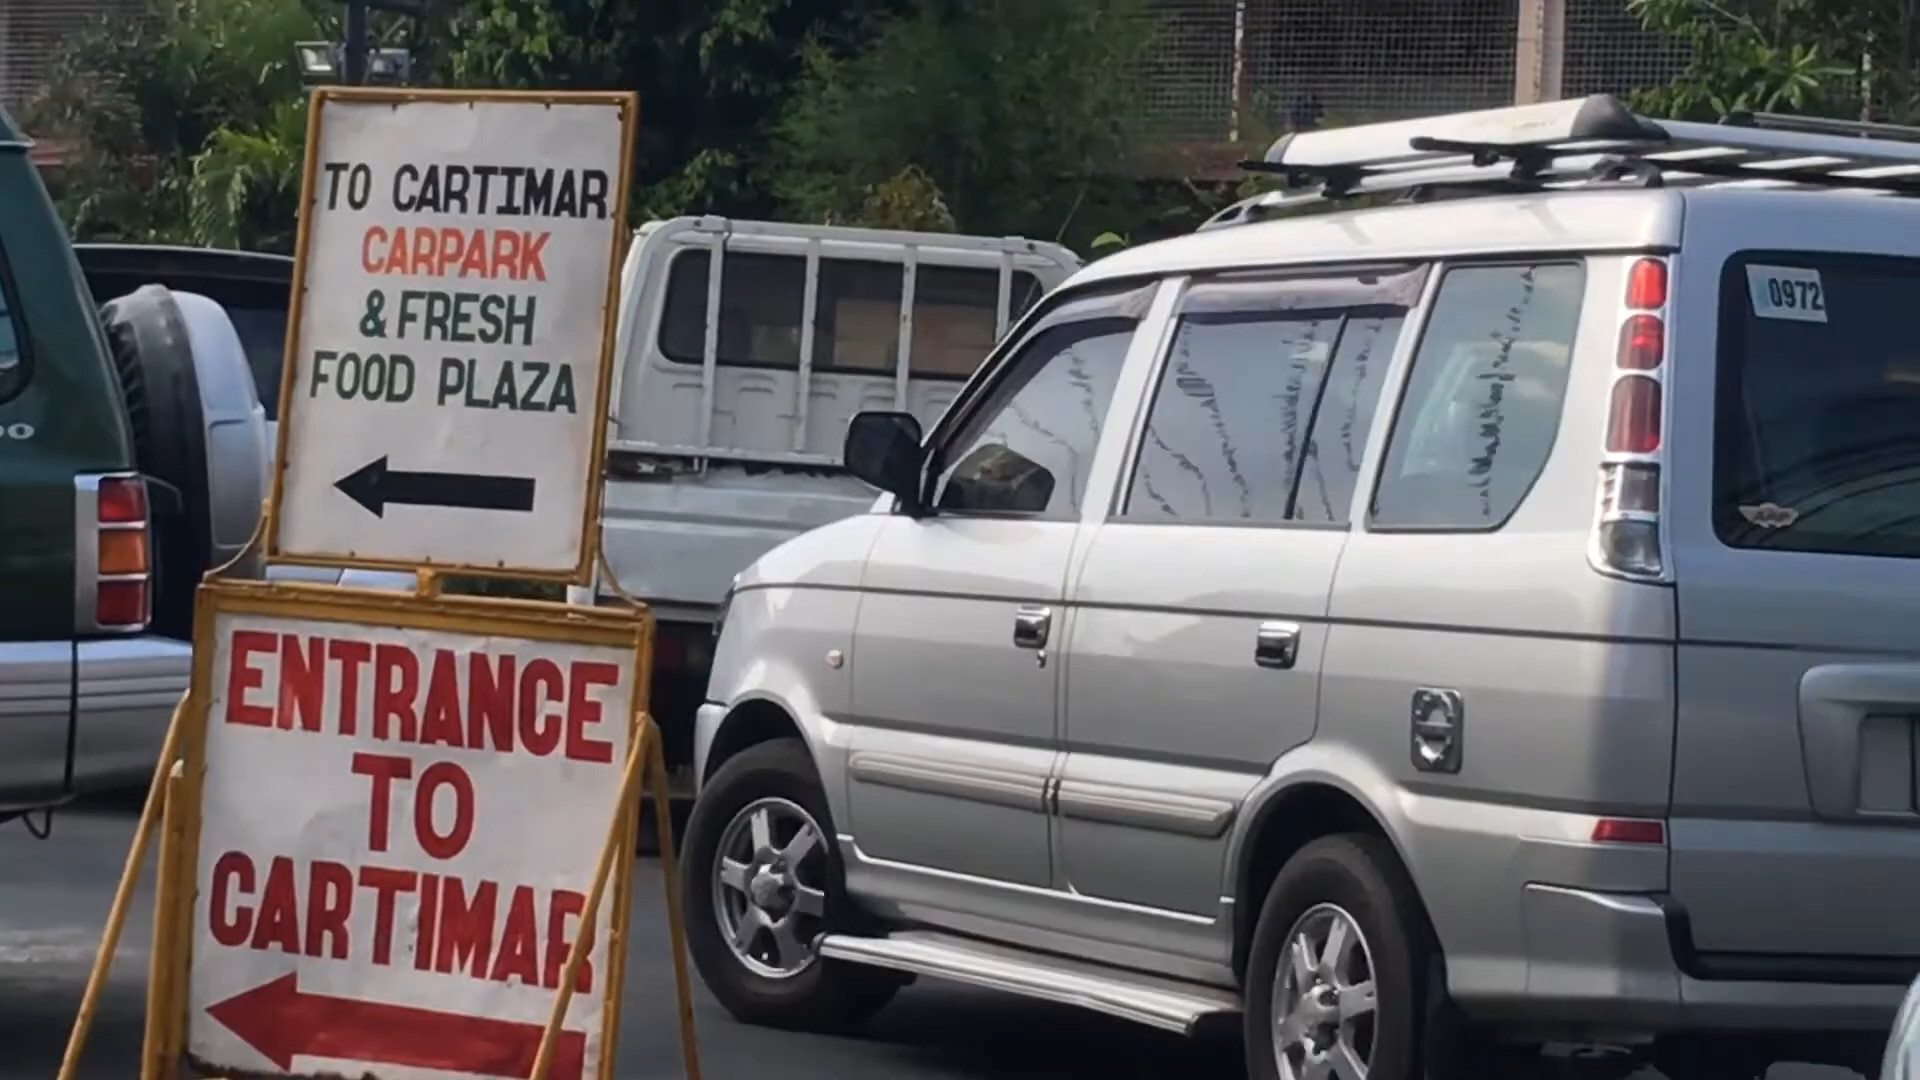 TO CARTIMAR
CARPARK
& FRESH
FOOD PLAZA
ENTRANCE
TO
CARTIMAR
0972